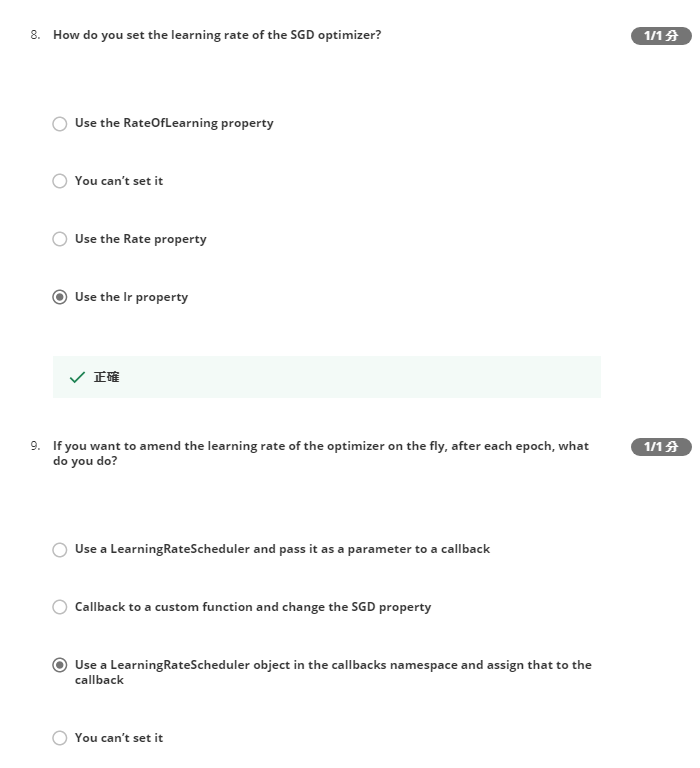 8. How do you set the learning rate of the SGD optimizer?
1/1 分
Use the RateOfLearning property
You can't set it
Use the Rate property
Use the lr property
正確
9. If you want to amend the learning rate of the optimizer on the fly, after each epoch, what
do you do?
1/1 分
Use a LearningRateScheduler and pass it as a parameter to a callback
Callback to a custom function and change the SGD property
Use a LearningRateScheduler object in the callbacks namespace and assign that to the
callback
You can't set it